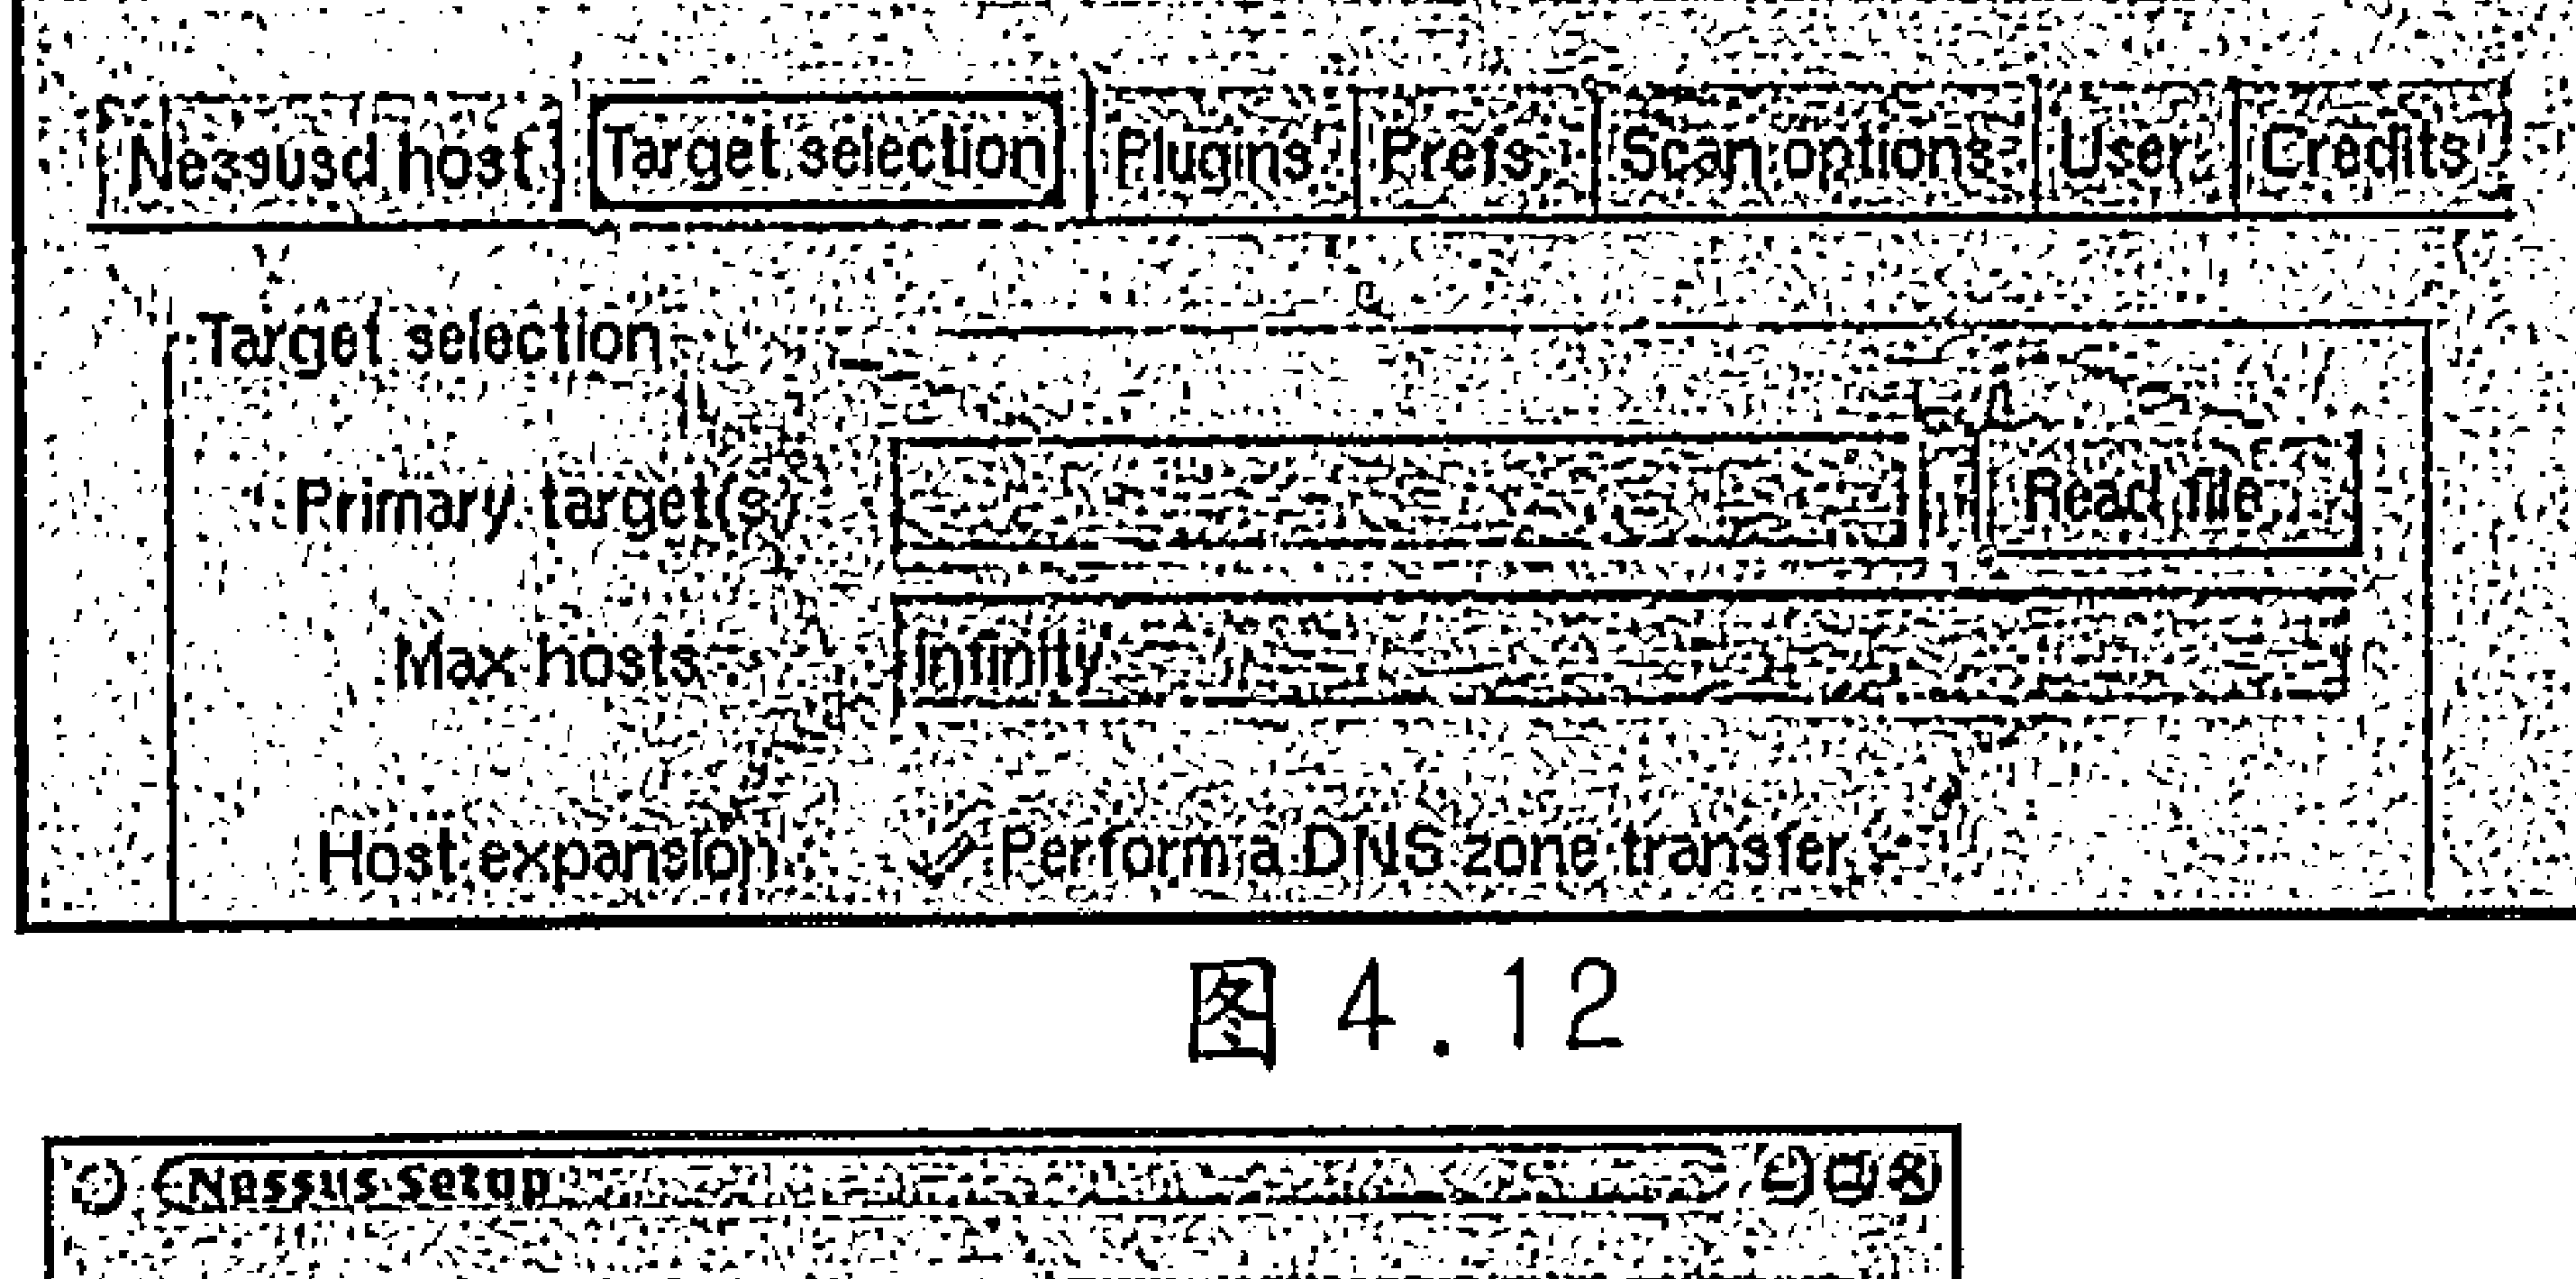 Nessusd host Target selection Plugins Prefs. Scan options User Credits
Target selection
Primary target(s) Read file
Max hosts infinity
Host expansion Perform a DNS zone transfer
图 4.12
Nessus Setup